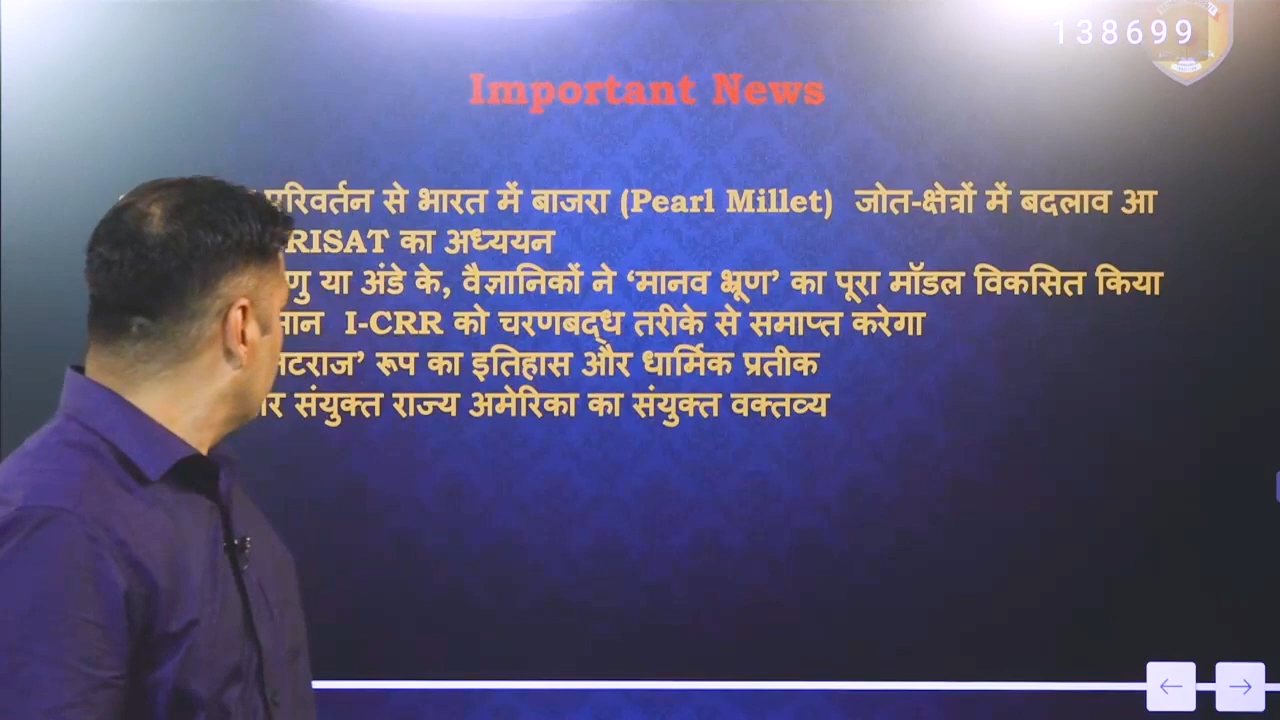 138699
Important News
परिवर्तन से भारत में बाजरा (Pearl Millet) जोत-क्षेत्रों में बदलाव आ
RISAT का अध्ययन
णु या अंडे के, वैज्ञानिकों ने ‘मानव भ्रूण’ का पूरा मॉडल विकसित किया
I-CRR को चरणबद्ध तरीके से समाप्त करेगा
नटराज’ रूप का इतिहास और धार्मिक प्रतीक
संयुक्त राज्य अमेरिका का संयुक्त वक्तव्य